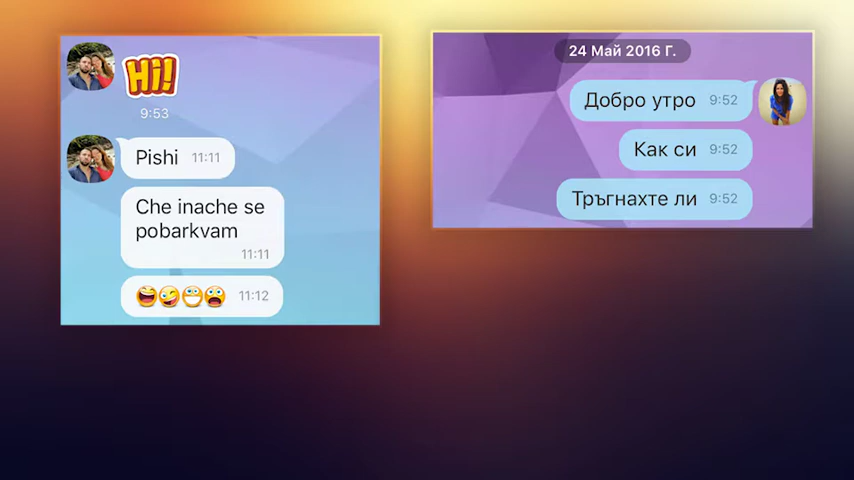 Hi!
9:53
Pishi 11:11
Che inache se
pobarkvam
11:11
11:12
24 Май 2016 Г.
Добро утро 9:52
Как си 9:52
Тръгнахте ли 9:52